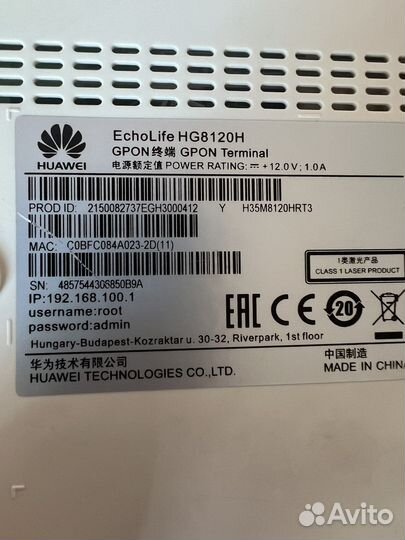 EchoLife HG8120H
GPON终端 GPON Terminal
电源额定值 POWER RATING: ⎓ +12.0V; 1.0A
HUAWEI
PROD ID: 2150082737EGH3000412 Y H35M8120HRT3
MAC: C0BFC084A023-2D(11)
1类激光产品
CLASS 1 LASER PRODUCT
SN: 4857544306850B9A
IP:192.168.100.1
username:root
password:admin
EAC CE 20
Hungary-Budapest-Kozraktar u. 30-32, Riverpark, 1st floor
华为技术有限公司
中国制造
HUAWEI TECHNOLOGIES CO., LTD.
MADE IN CHINA
Avito